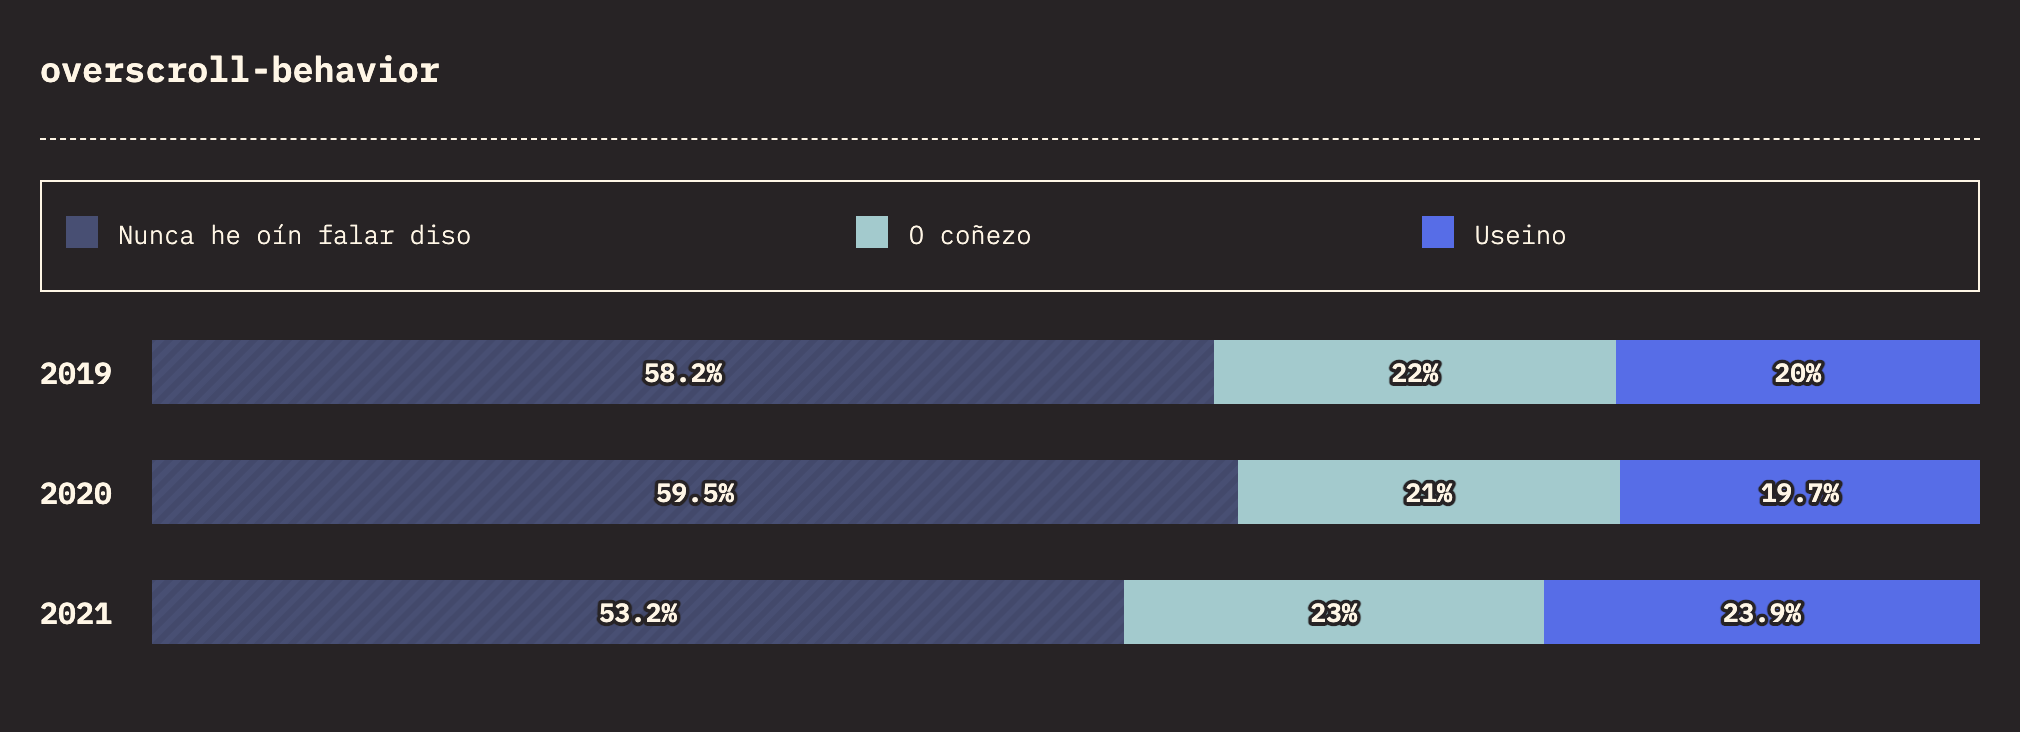 overscroll-behavior
Nunca he oín falar diso O coñezo Useino
2019 58.2% 22% 20%
2020 59.5% 21% 19.7%
2021 53.2% 23% 23.9%